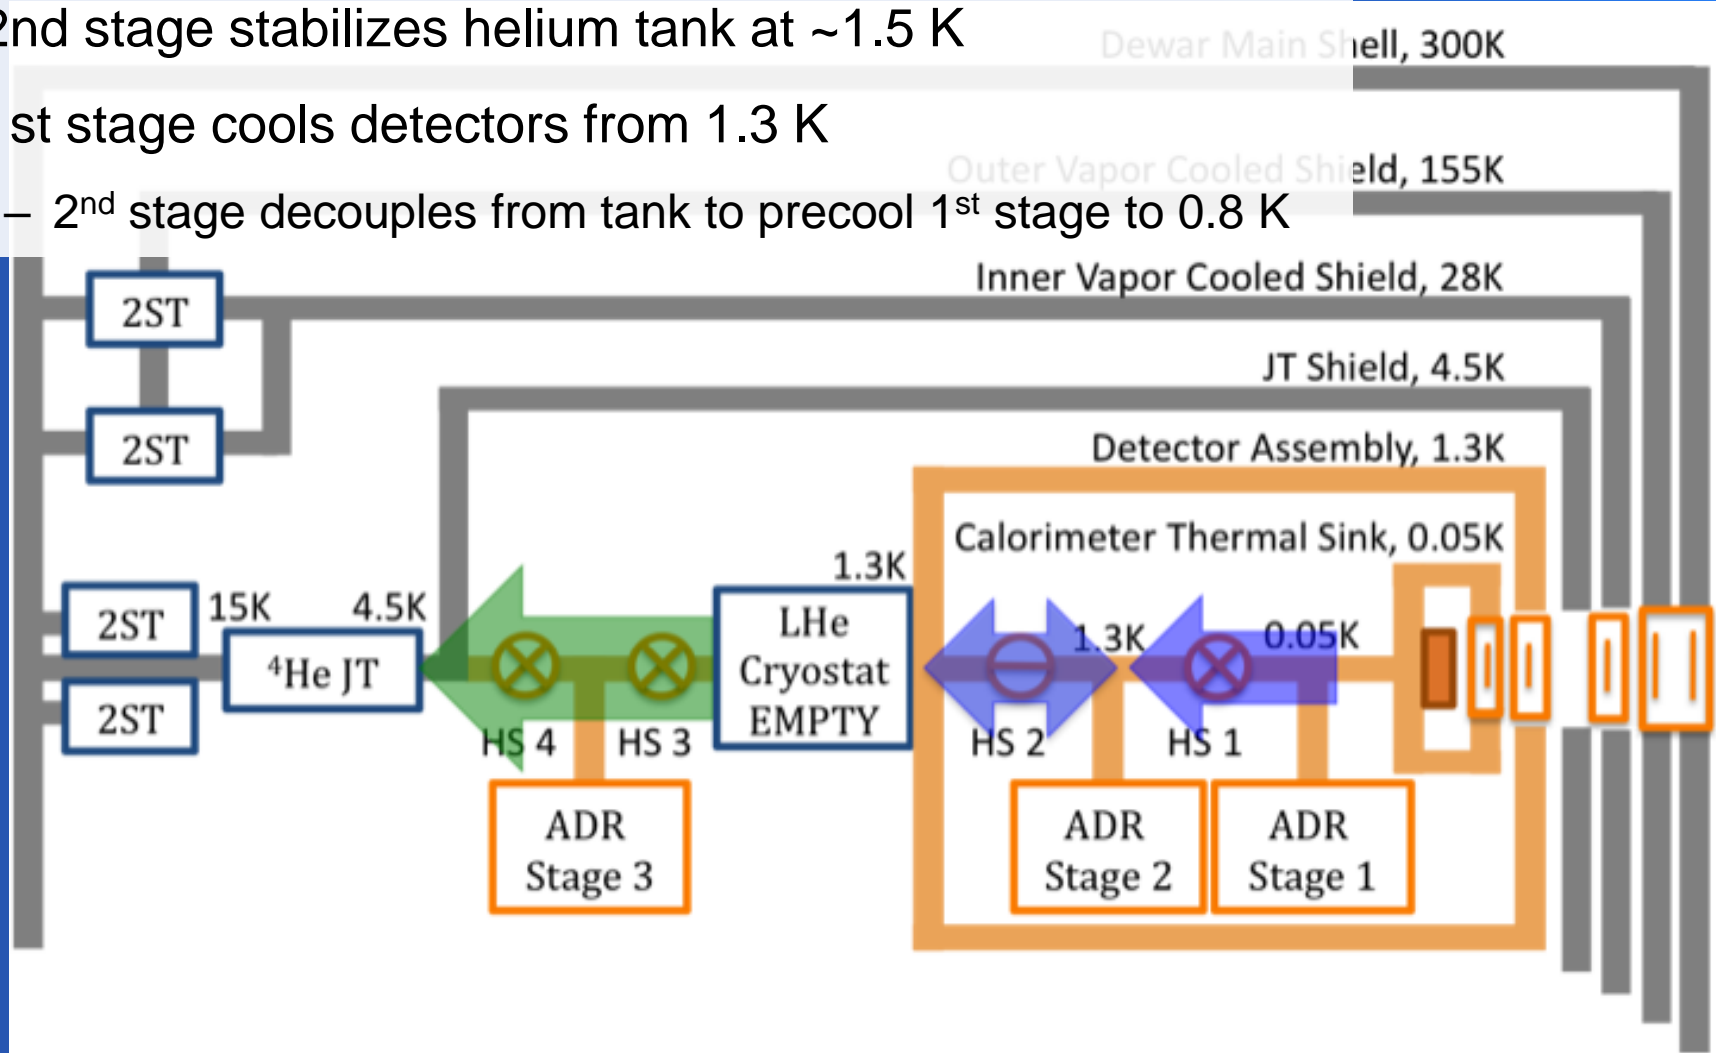 2nd stage stabilizes helium tank at ~1.5 K
Dewar Main Shell, 300K
st stage cools detectors from 1.3 K
Outer Vapor Cooled Shield, 155K
– 2nd stage decouples from tank to precool 1st stage to 0.8 K
Inner Vapor Cooled Shield, 28K
2ST
JT Shield, 4.5K
2ST
Detector Assembly, 1.3K
Calorimeter Thermal Sink, 0.05K
1.3K
2ST
15K
4.5K
⁴He JT
LHe
Cryostat
EMPTY
1.3K
0.05K
2ST
HS 4
HS 3
HS 2
HS 1
ADR
Stage 3
ADR
Stage 2
ADR
Stage 1